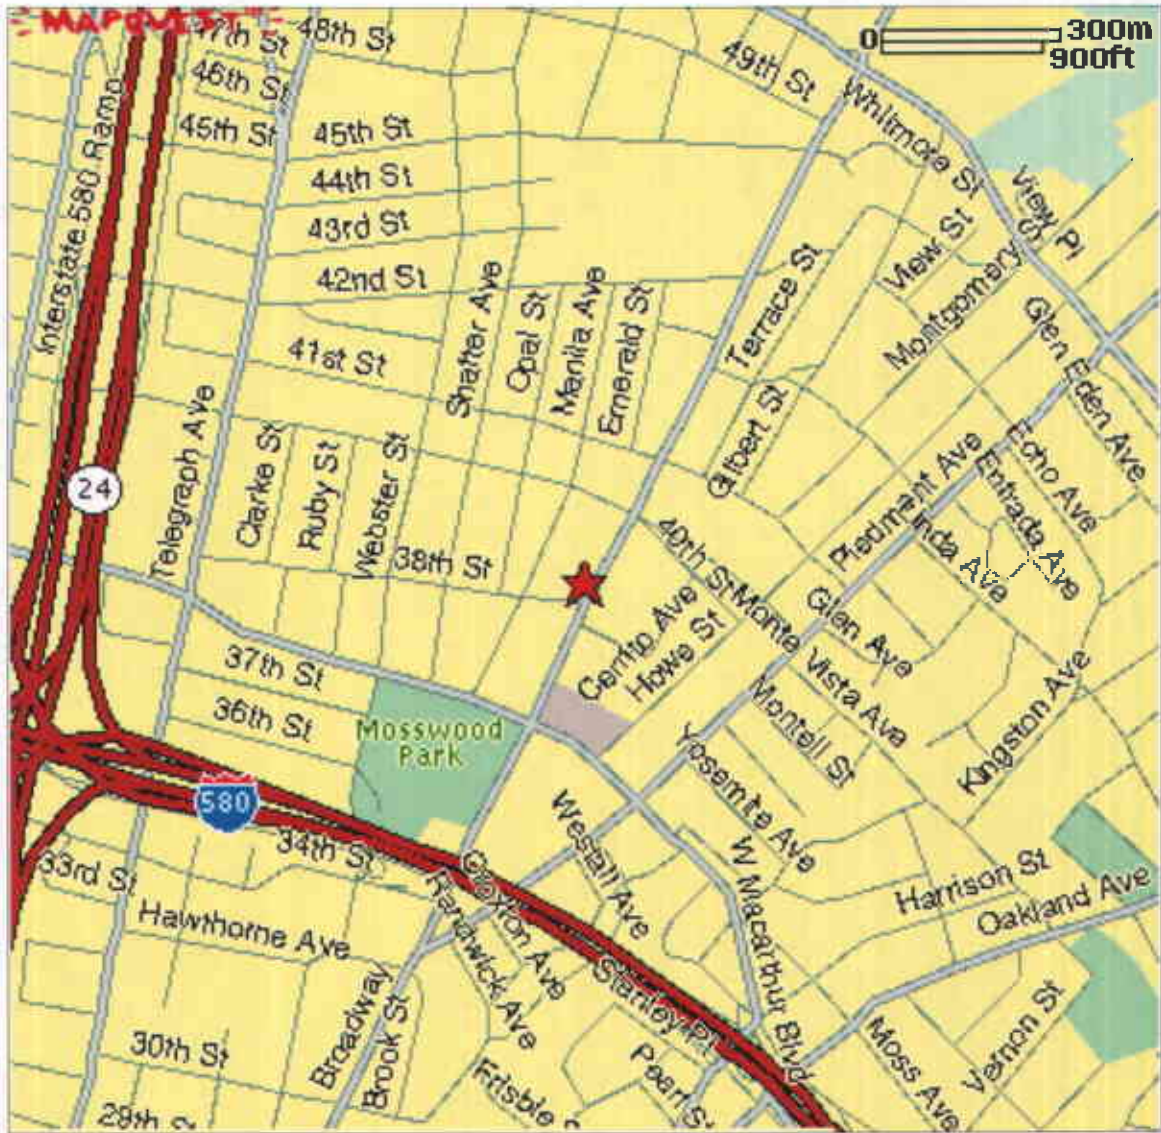 MAPQUEST
47th St
48th St
0
300m
900ft
46th St
49th St
Whitmore St
45th St
45th St
Interstate 580 Ramp
44th St
View Pl
43rd St
View St
St
Montgomery
42nd St
Terrace St
Glen Eden Ave
Shafter Ave
Opal St
Manila Ave
Emerald St
41st St
Gilbert St
Telegraph Ave
Clarke St
Ruby St
Webster St
Echo Ave
Entrada Ave
Piedmont Ave
Linda Ave
24
40th St
38th St
Monte Vista Ave
Glen Ave
Cerrito Ave
Howe St
37th St
36th St
Mosswood
Park
Montell St
Kingston Ave
Yosemite Ave
580
Westall Ave
W Macarthur Blvd
34th St
33rd St
Harrison St
Oakland Ave
Hawthorne Ave
Croxton Ave
Randwick Ave
Stanley Pl
Broadway
Brook St
Moss Ave
Vernon St
30th St
Pearl St
Frisbie
29th St